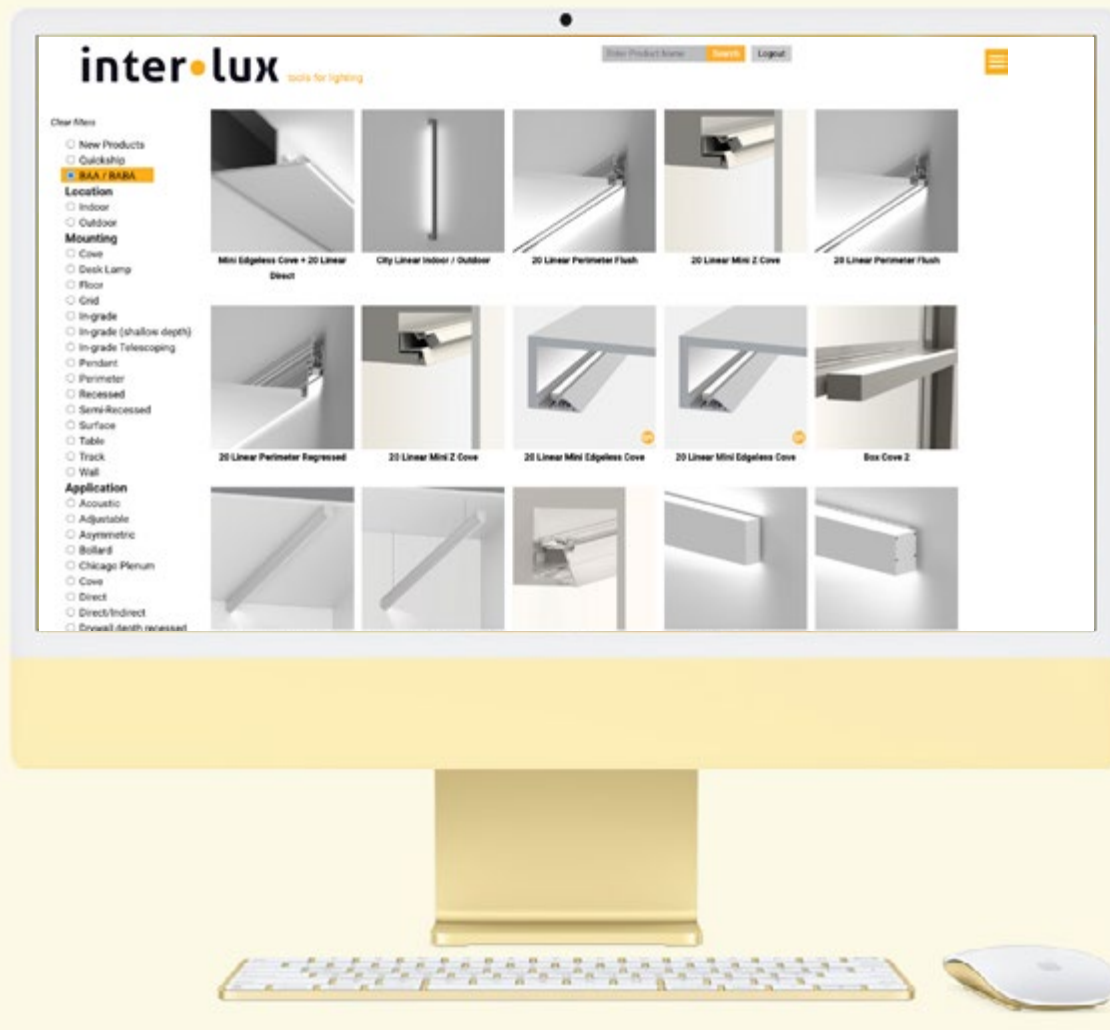 inter•lux
tools for lighting
Enter Product Name
Search
Logout
Clear filters
New Products
Quickship
BAA / BABA
Location
Indoor
Outdoor
Mounting
Cove
Desk Lamp
Floor
Grid
In-grade
In-grade (shallow depth)
In-grade Telescoping
Pendant
Perimeter
Recessed
Semi-Recessed
Surface
Table
Track
Wall
Application
Acoustic
Adjustable
Asymmetric
Bollard
Chicago Plenum
Cove
Direct
Direct/Indirect
Drywall depth recessed
Mini Edgeless Cove + 20 Linear
Direct
City Linear Indoor / Outdoor
20 Linear Perimeter Flush
20 Linear Mini Z Cove
20 Linear Perimeter Flush
20 Linear Perimeter Regressed
20 Linear Mini Z Cove
20 Linear Mini Edgeless Cove
20 Linear Mini Edgeless Cove
Box Cove 2